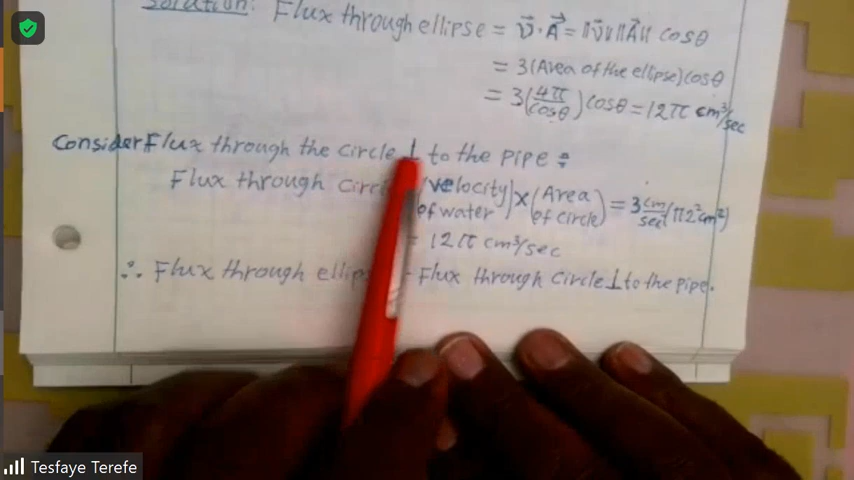 Solution: Flux through ellipse = v⃗·A⃗ = ||v⃗|| ||A⃗|| cosθ
= 3(Area of the ellipse)cosθ
= 3(4π/cosθ)cosθ = 12π cm³/sec
Consider Flux through the circle ⊥ to the pipe :
Flux through circ (velocity of water) × (Area of circle) = 3 cm/sec (π2²cm²)
= 12π cm³/sec
∴ Flux through ellip Flux through circle ⊥ to the pipe.
Tesfaye Terefe